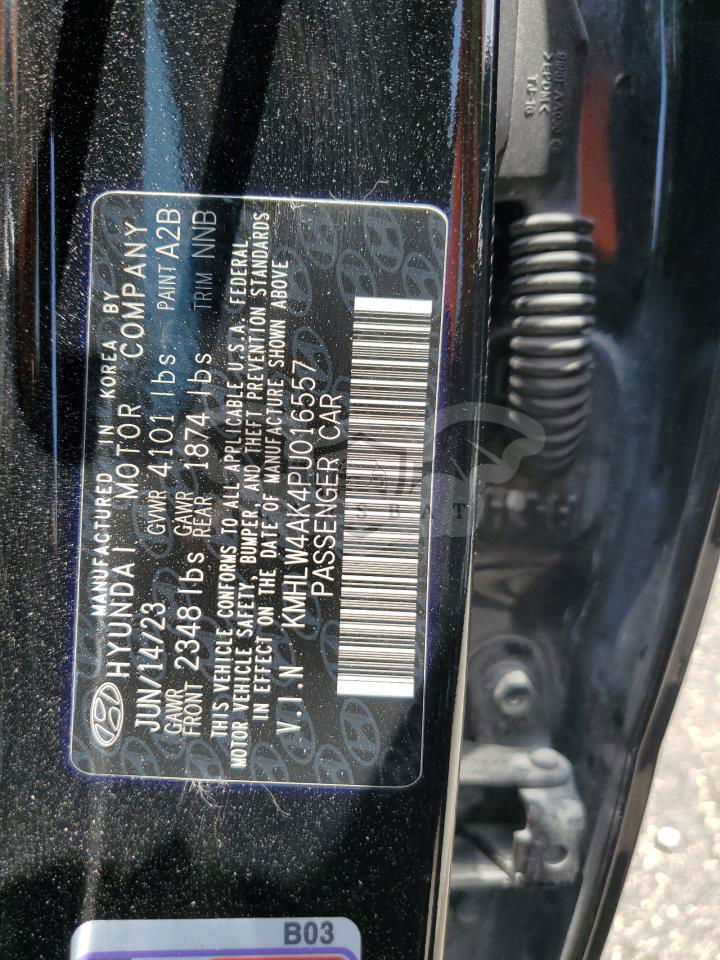 MANUFACTURED IN KOREA BY
HYUNDAI MOTOR COMPANY
JUN/14/23 GVWR 4101 lbs PAINT A2B
GAWR FRONT 2348 lbs GAWR REAR 1874 lbs TRIM NNB
THIS VEHICLE CONFORMS TO ALL APPLICABLE U.S.A. FEDERAL
MOTOR VEHICLE SAFETY, BUMPER, AND THEFT PREVENTION STANDARDS
IN EFFECT ON THE DATE OF MANUFACTURE SHOWN ABOVE
V.I.N KMHLW4AK4PU016557
PASSENGER CAR
B03